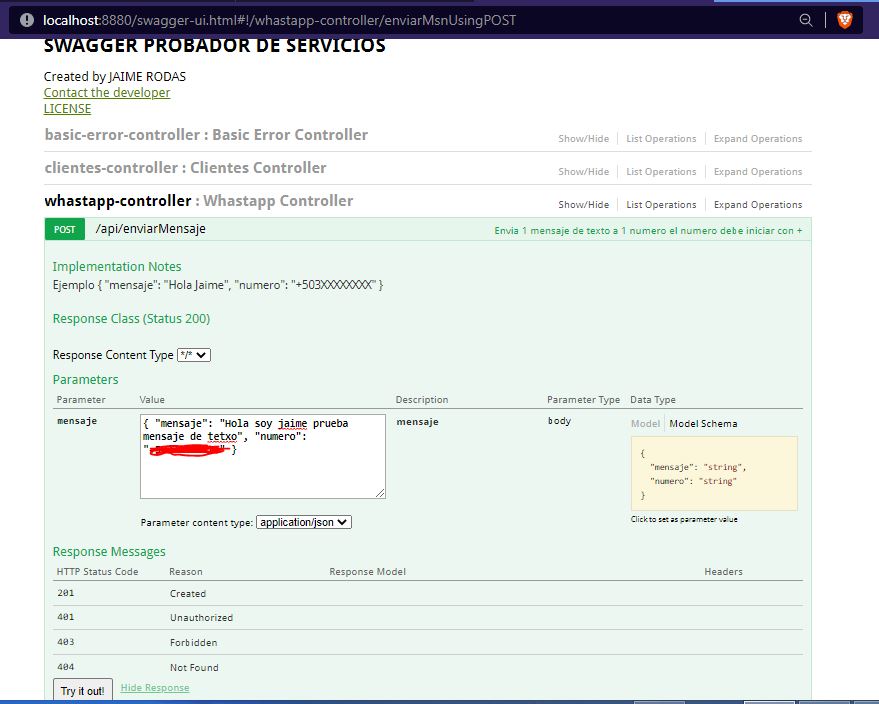 localhost:8880/swagger-ui.html#!/whastapp-controller/enviarMsnUsingPOST
SWAGGER PROBADOR DE SERVICIOS
Created by JAIME RODAS
Contact the developer
LICENSE
basic-error-controller : Basic Error Controller Show/Hide List Operations Expand Operations
clientes-controller : Clientes Controller Show/Hide List Operations Expand Operations
whastapp-controller : Whastapp Controller Show/Hide List Operations Expand Operations
POST /api/enviarMensaje Envia 1 mensaje de texto a 1 numero el numero debe iniciar con +
Implementation Notes
Ejemplo { "mensaje": "Hola Jaime", "numero": "+503XXXXXXXX" }
Response Class (Status 200)
Response Content Type */*
Parameters
Parameter Value Description Parameter Type Data Type
mensaje { "mensaje": "Hola soy jaime prueba mensaje body Model Model Schema
mensaje de tetxo", "numero":
" " }
{
"mensaje": "string",
"numero": "string"
}
Click to set as parameter value
Parameter content type: application/json
Response Messages
HTTP Status Code Reason Response Model Headers
201 Created
401 Unauthorized
403 Forbidden
404 Not Found
Try it out! Hide Response